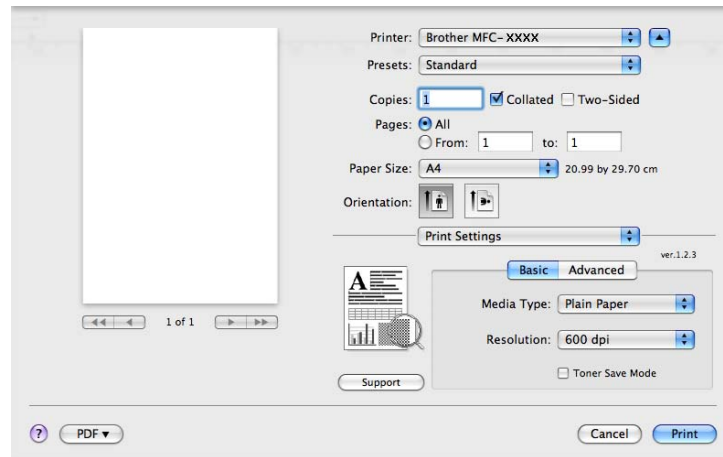 Printer: Brother MFC- XXXX
Presets: Standard
Copies: 1 Collated Two-Sided
Pages: All
From: 1 to: 1
Paper Size: A4 20.99 by 29.70 cm
Orientation:
Print Settings
ver.1.2.3
Basic Advanced
Media Type: Plain Paper
Resolution: 600 dpi
Toner Save Mode
A
Support
1 of 1
? PDF ▾ Cancel Print